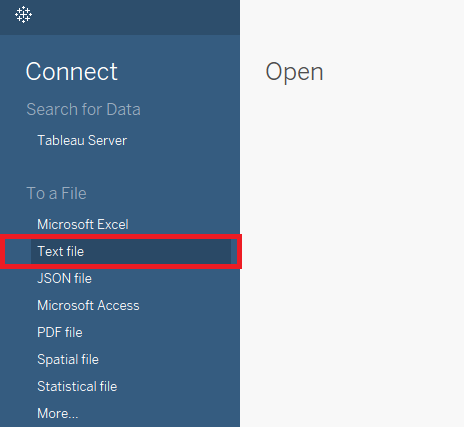 Connect
Open
Search for Data
Tableau Server
To a File
Microsoft Excel
Text file
JSON file
Microsoft Access
PDF file
Spatial file
Statistical file
More...